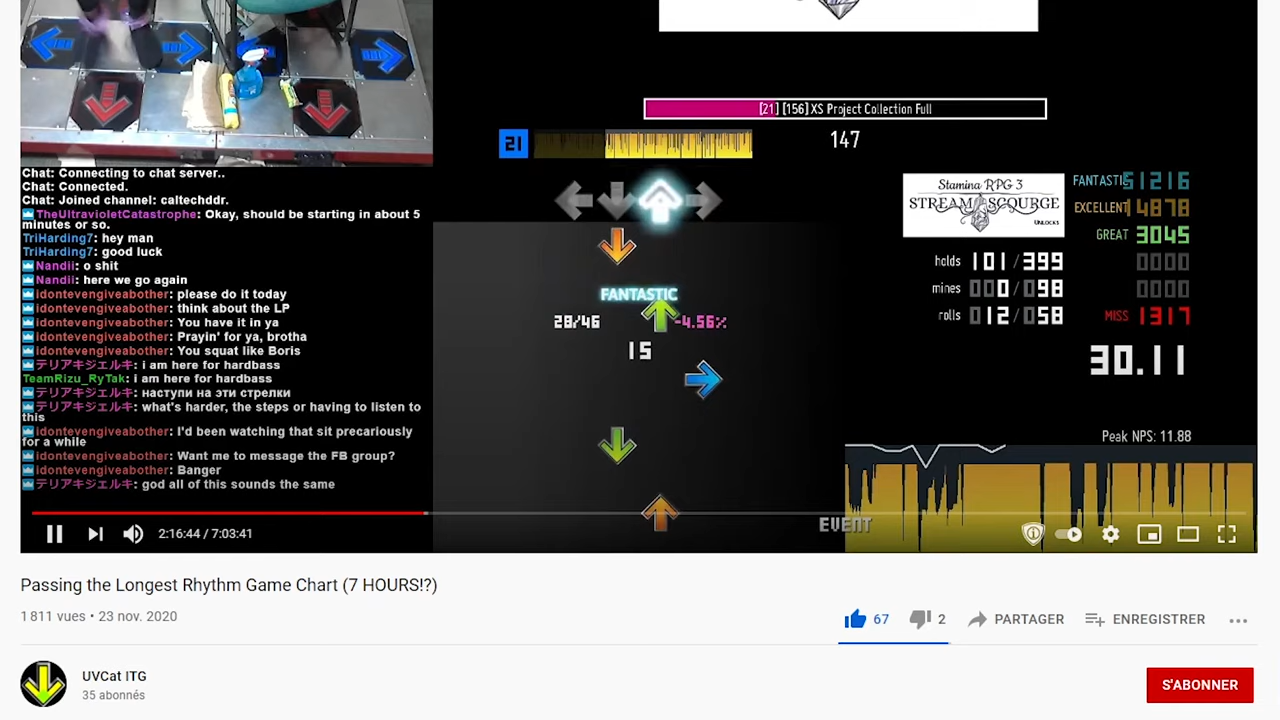 [21] [156] XS Project Collection Full
21
147
Chat: Connecting to chat server..
Chat: Connected.
Chat: Joined channel: caltechddr.
TheUltravioletCatastrophe: Okay, should be starting in about 5
minutes or so.
TriHarding7: hey man
TriHarding7: good luck
Nandii: o shit
Nandii: here we go again
idontevengiveabother: please do it today
idontevengiveabother: think about the LP
idontevengiveabother: You have it in ya
idontevengiveabother: Prayin' for ya, brotha
idontevengiveabother: You squat like Boris
テリアキジェルキ: i am here for hardbass
TeamRizu_RyTak: i am here for hardbass
テリアキジェルキ: наступи на эти стрелки
テリアキジェルキ: what's harder, the steps or having to listen to
this
idontevengiveabother: I'd been watching that sit precariously
for a while
idontevengiveabother: Want me to message the FB group?
idontevengiveabother: Banger
テリアキジェルキ: god all of this sounds the same
FANTASTIC
28/46
-4.56%
15
Stamina RPG 3
STREAM SCOURGE
UNLOCKS
FANTASTIC 51216
EXCELLENT 14878
GREAT 3045
0000
0000
MISS 1317
holds 101/399
mines 000/098
rolls 012/058
30.11
Peak NPS: 11.88
EVENT
2:16:44 / 7:03:41
Passing the Longest Rhythm Game Chart (7 HOURS!?)
1 811 vues • 23 nov. 2020
67
2
PARTAGER
ENREGISTRER
UVCat ITG
35 abonnés
S'ABONNER